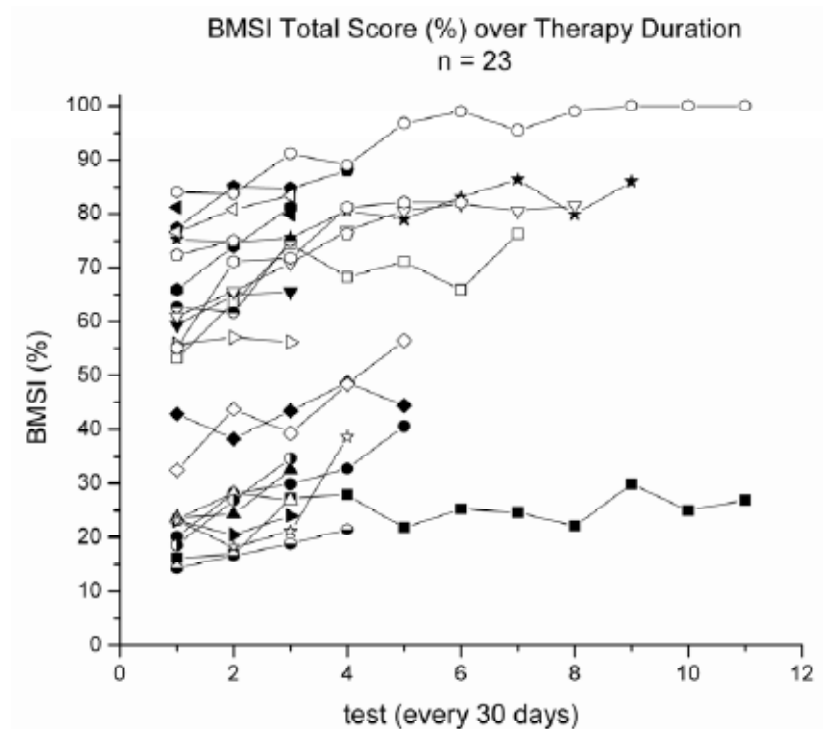 BMSI Total Score (%) over Therapy Duration
n = 23
100
90
80
70
60
50
40
30
20
10
0
BMSI (%)
0 2 4 6 8 10 12
test (every 30 days)